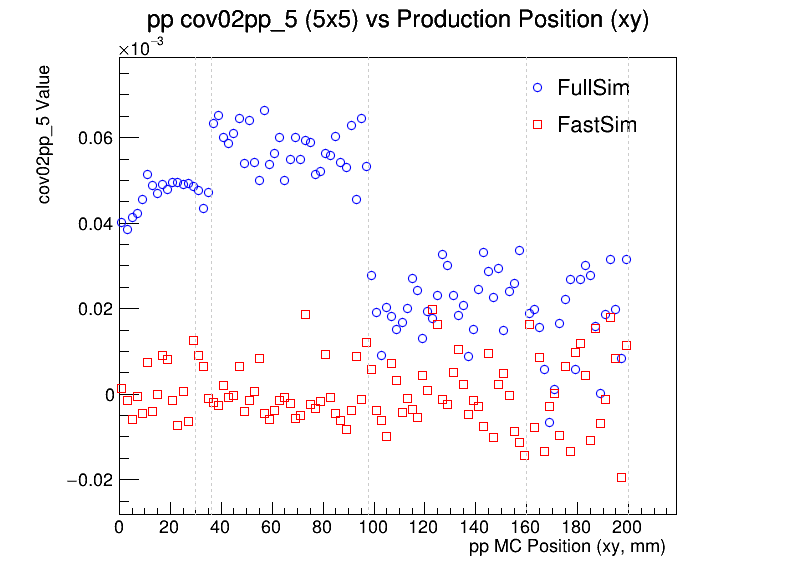 pp cov02pp_5 (5x5) vs Production Position (xy)
×10⁻³
cov02pp_5 Value
FullSim
FastSim
0.06
0.04
0.02
0
−0.02
0 20 40 60 80 100 120 140 160 180 200
pp MC Position (xy, mm)